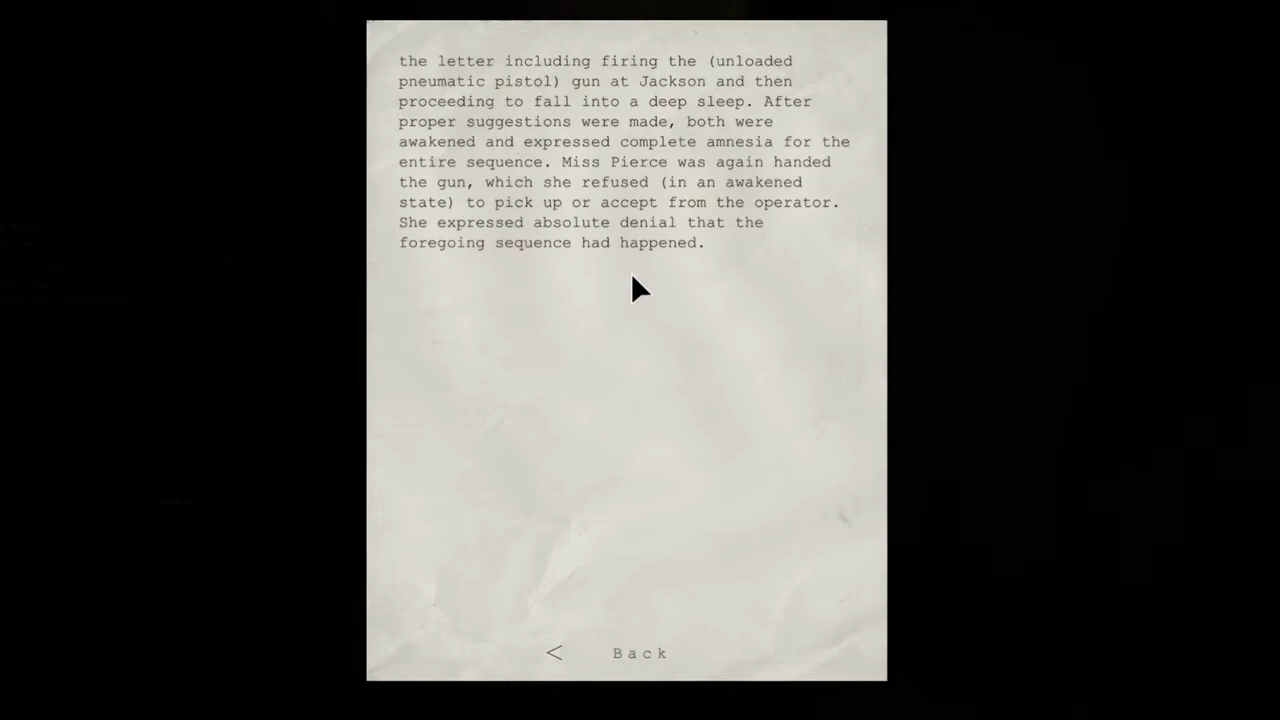 the letter including firing the (unloaded
pneumatic pistol) gun at Jackson and then
proceeding to fall into a deep sleep. After
proper suggestions were made, both were
awakened and expressed complete amnesia for the
entire sequence. Miss Pierce was again handed
the gun, which she refused (in an awakened
state) to pick up or accept from the operator.
She expressed absolute denial that the
foregoing sequence had happened.
< Back